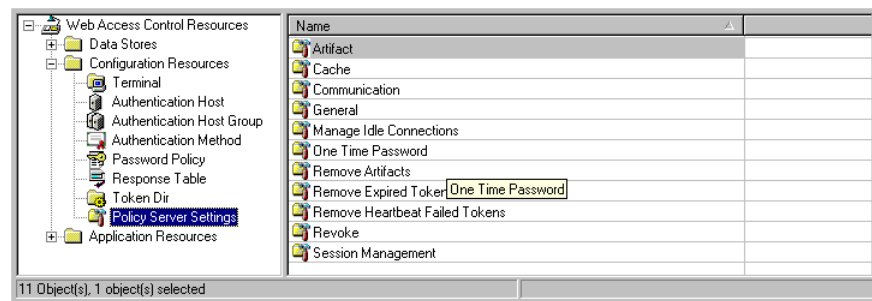 Web Access Control Resources
Data Stores
Configuration Resources
Terminal
Authentication Host
Authentication Host Group
Authentication Method
Password Policy
Response Table
Token Dir
Policy Server Settings
Application Resources
Name
Artifact
Cache
Communication
General
Manage Idle Connections
One Time Password
Remove Artifacts
Remove Expired Token
One Time Password
Remove Heartbeat Failed Tokens
Revoke
Session Management
11 Object(s), 1 object(s) selected